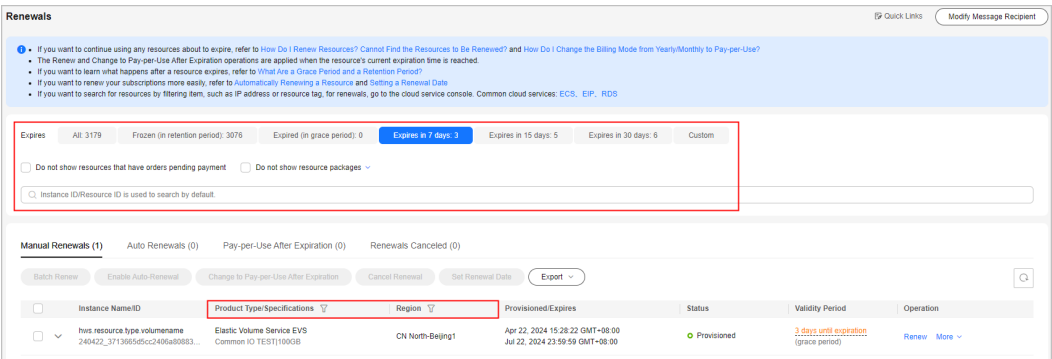 Renewals
Quick Links
Modify Message Recipient
If you want to continue using any resources about to expire, refer to How Do I Renew Resources? Cannot Find the Resources to Be Renewed? and How Do I Change the Billing Mode from Yearly/Monthly to Pay-per-Use?
The Renew and Change to Pay-per-Use After Expiration operations are applied when the resource's current expiration time is reached.
If you want to learn what happens after a resource expires, refer to What Are a Grace Period and a Retention Period?
If you want to renew your subscriptions more easily, refer to Automatically Renewing a Resource and Setting a Renewal Date
If you want to search for resources by filtering item, such as IP address or resource tag, for renewals, go to the cloud service console. Common cloud services: ECS、EIP、RDS
Expires All: 3179 Frozen (in retention period): 3076 Expired (in grace period): 0 Expires in 7 days: 3 Expires in 15 days: 5 Expires in 30 days: 6 Custom
Do not show resources that have orders pending payment Do not show resource packages
Instance ID/Resource ID is used to search by default.
Manual Renewals (1) Auto Renewals (0) Pay-per-Use After Expiration (0) Renewals Canceled (0)
Batch Renew Enable Auto-Renewal Change to Pay-per-Use After Expiration Cancel Renewal Set Renewal Date Export
Instance Name/ID Product Type/Specifications Region Provisioned/Expires Status Validity Period Operation
hws.resource.type.volumename Elastic Volume Service EVS CN North-Beijing1 Apr 22, 2024 15:28:22 GMT+08:00 Provisioned 3 days until expiration Renew More
240422_3713665d5cc2406a80883... Common IO TEST|100GB Jul 22, 2024 23:59:59 GMT+08:00 (grace period)